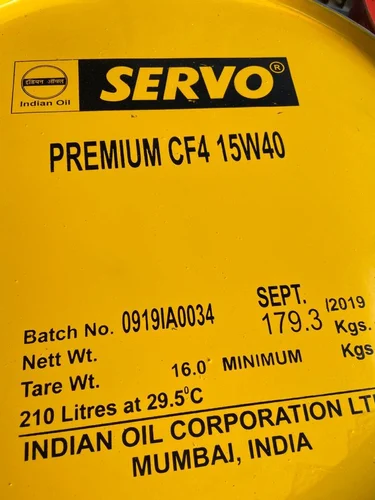 इंडियन ऑयल
Indian Oil
SERVO®
PREMIUM CF4 15W40
Batch No. 0919IA0034 SEPT. /2019
Nett Wt. 179.3 Kgs.
Tare Wt. 16.0 MINIMUM Kgs
210 Litres at 29.5°C
INDIAN OIL CORPORATION LT
MUMBAI, INDIA